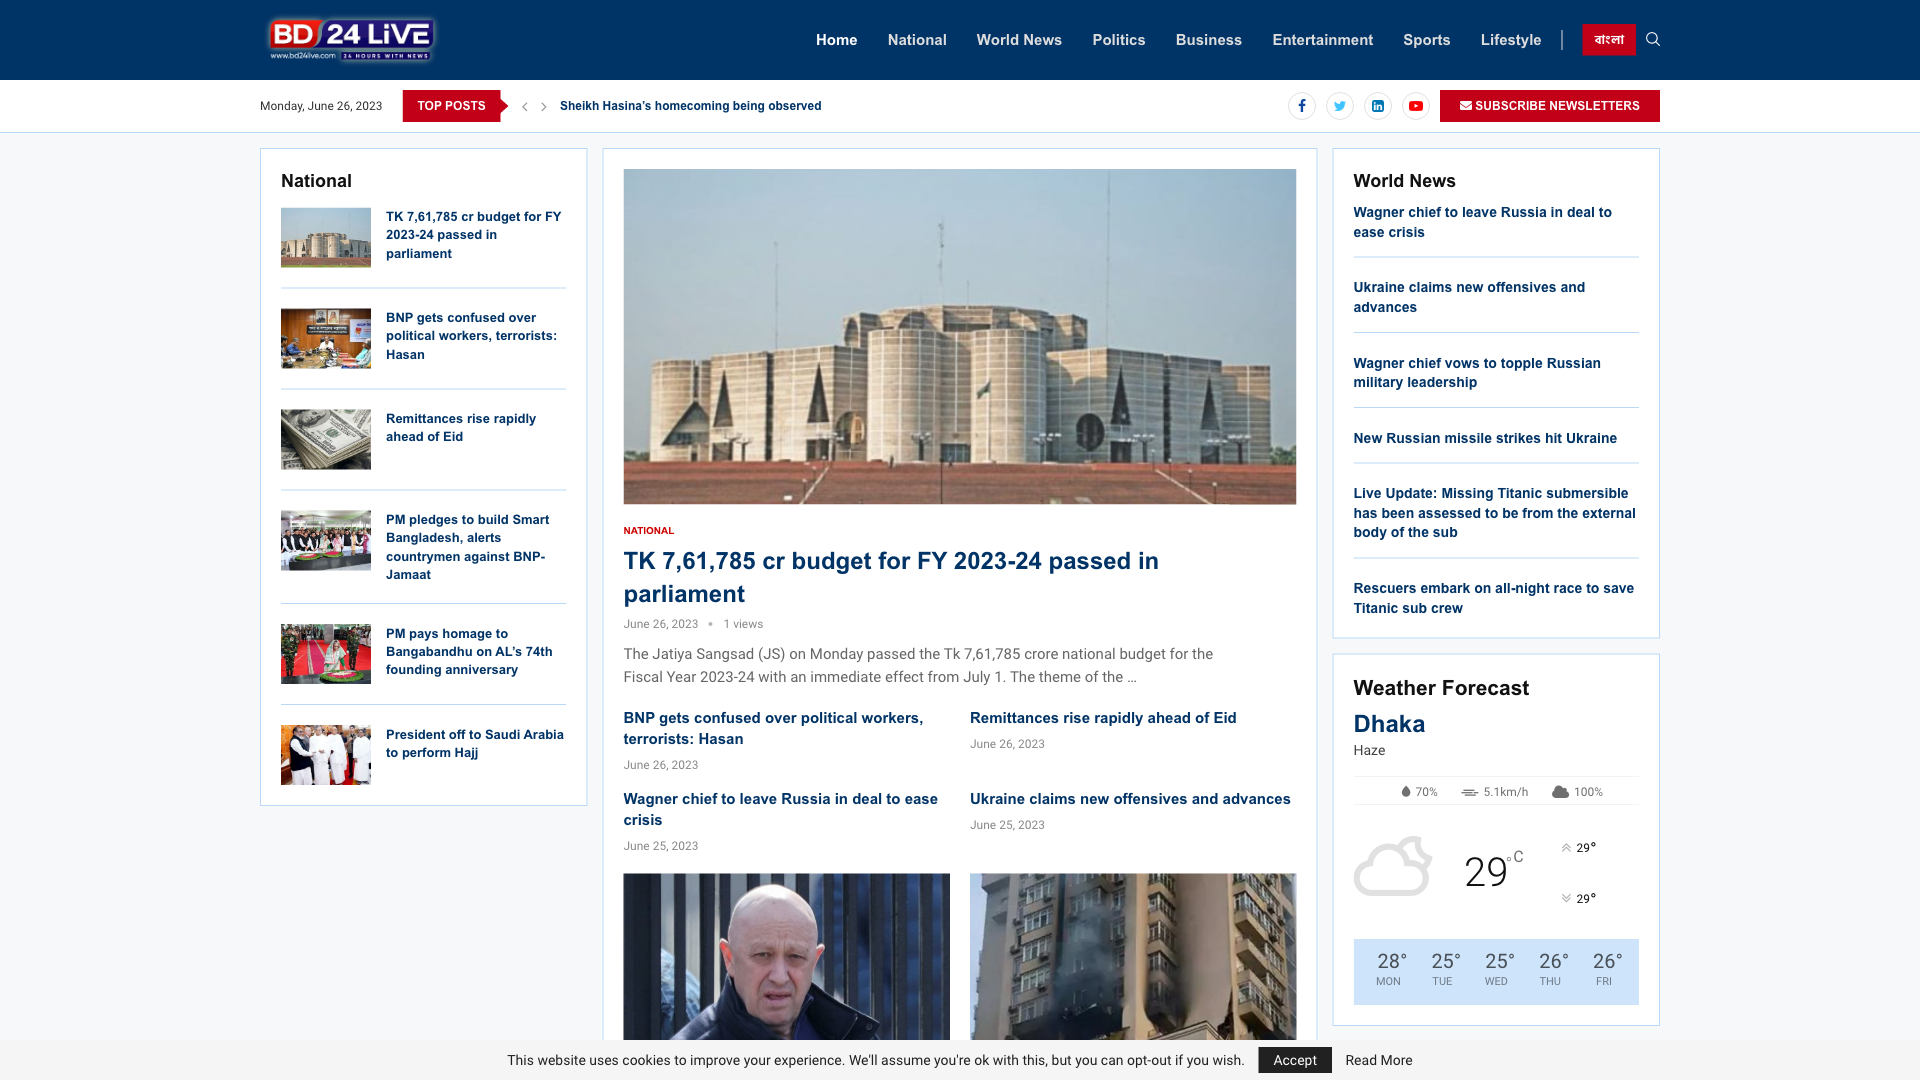 BD 24 LiVE
www.bd24live.com 24 HOURS WITH NEWS
Home National World News Politics Business Entertainment Sports Lifestyle বাংলা
Monday, June 26, 2023 TOP POSTS Sheikh Hasina’s homecoming being observed SUBSCRIBE NEWSLETTERS
National
TK 7,61,785 cr budget for FY
2023-24 passed in
parliament
BNP gets confused over
political workers, terrorists:
Hasan
Remittances rise rapidly
ahead of Eid
PM pledges to build Smart
Bangladesh, alerts
countrymen against BNP-
Jamaat
PM pays homage to
Bangabandhu on AL’s 74th
founding anniversary
President off to Saudi Arabia
to perform Hajj
NATIONAL
TK 7,61,785 cr budget for FY 2023-24 passed in
parliament
June 26, 2023 • 1 views
The Jatiya Sangsad (JS) on Monday passed the Tk 7,61,785 crore national budget for the
Fiscal Year 2023-24 with an immediate effect from July 1. The theme of the …
BNP gets confused over political workers,
terrorists: Hasan
June 26, 2023
Remittances rise rapidly ahead of Eid
June 26, 2023
Wagner chief to leave Russia in deal to ease
crisis
June 25, 2023
Ukraine claims new offensives and advances
June 25, 2023
World News
Wagner chief to leave Russia in deal to
ease crisis
Ukraine claims new offensives and
advances
Wagner chief vows to topple Russian
military leadership
New Russian missile strikes hit Ukraine
Live Update: Missing Titanic submersible
has been assessed to be from the external
body of the sub
Rescuers embark on all-night race to save
Titanic sub crew
Weather Forecast
Dhaka
Haze
70% 5.1km/h 100%
29°C
29°
29°
28° 25° 25° 26° 26°
MON TUE WED THU FRI
This website uses cookies to improve your experience. We'll assume you're ok with this, but you can opt-out if you wish. Accept Read More